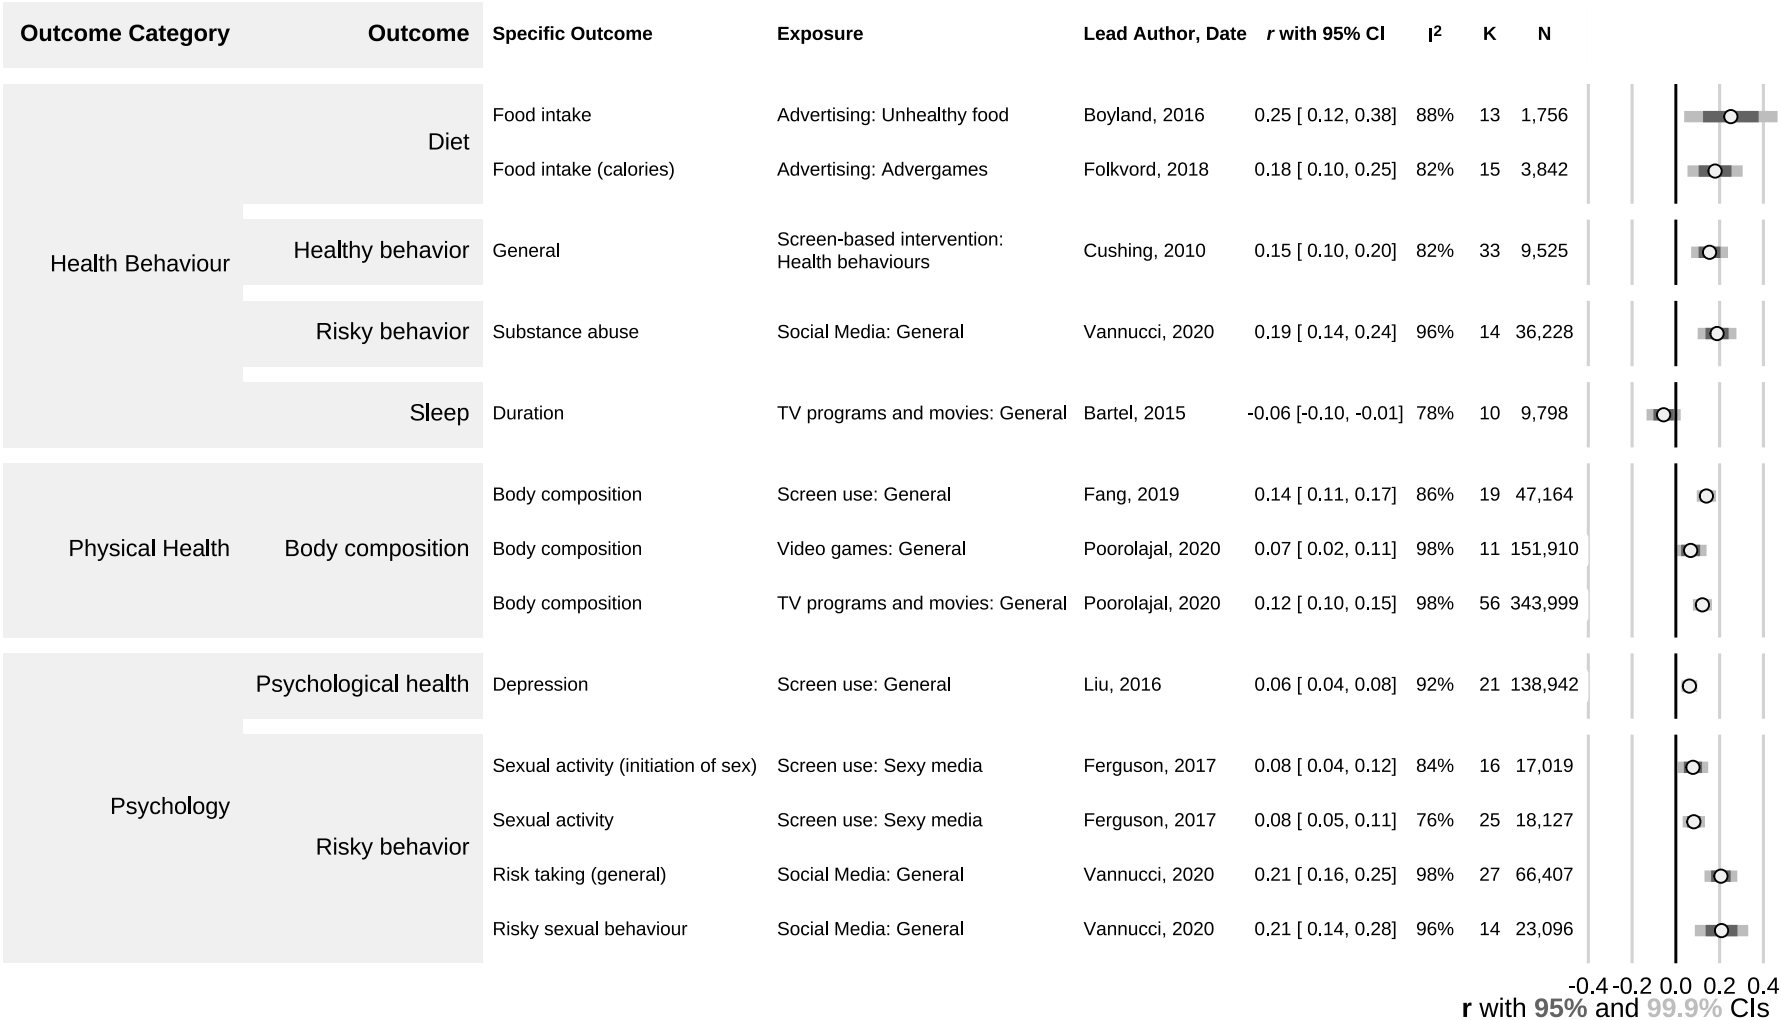 Outcome Category Outcome Specific Outcome Exposure Lead Author, Date r with 95% CI I² K N
Food intake Advertising: Unhealthy food Boyland, 2016 0.25 [ 0.12, 0.38] 88% 13 1,756
Diet
Food intake (calories) Advertising: Advergames Folkvord, 2018 0.18 [ 0.10, 0.25] 82% 15 3,842
Health Behaviour
Healthy behavior General Screen-based intervention:
Health behaviours Cushing, 2010 0.15 [ 0.10, 0.20] 82% 33 9,525
Risky behavior Substance abuse Social Media: General Vannucci, 2020 0.19 [ 0.14, 0.24] 96% 14 36,228
Sleep Duration TV programs and movies: General Bartel, 2015 -0.06 [-0.10, -0.01] 78% 10 9,798
Body composition Screen use: General Fang, 2019 0.14 [ 0.11, 0.17] 86% 19 47,164
Physical Health Body composition Body composition Video games: General Poorolajal, 2020 0.07 [ 0.02, 0.11] 98% 11 151,910
Body composition TV programs and movies: General Poorolajal, 2020 0.12 [ 0.10, 0.15] 98% 56 343,999
Psychological health Depression Screen use: General Liu, 2016 0.06 [ 0.04, 0.08] 92% 21 138,942
Sexual activity (initiation of sex) Screen use: Sexy media Ferguson, 2017 0.08 [ 0.04, 0.12] 84% 16 17,019
Psychology
Sexual activity Screen use: Sexy media Ferguson, 2017 0.08 [ 0.05, 0.11] 76% 25 18,127
Risky behavior
Risk taking (general) Social Media: General Vannucci, 2020 0.21 [ 0.16, 0.25] 98% 27 66,407
Risky sexual behaviour Social Media: General Vannucci, 2020 0.21 [ 0.14, 0.28] 96% 14 23,096
-0.4 -0.2 0.0 0.2 0.4
r with 95% and 99.9% CIs